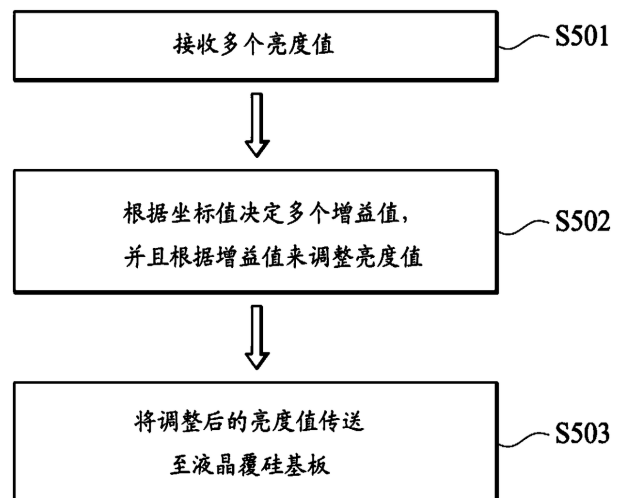 接收多个亮度值
S501
根据坐标值决定多个增益值，
并且根据增益值来调整亮度值
S502
将调整后的亮度值传送
至液晶覆硅基板
S503